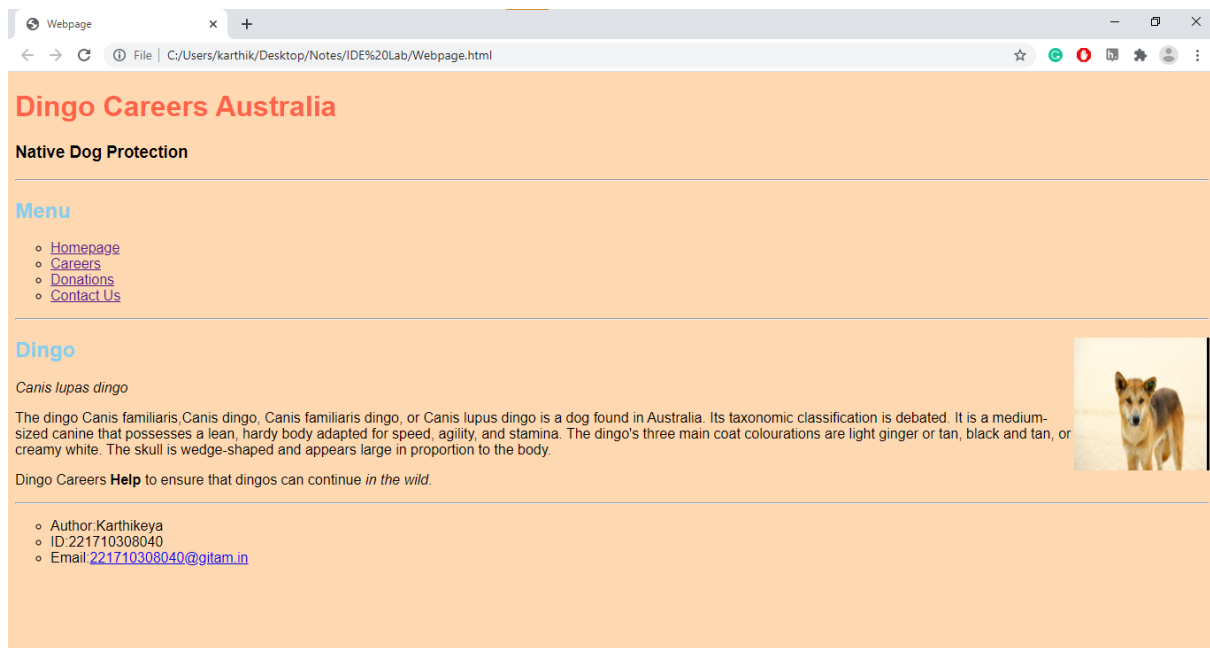 Webpage
File | C:/Users/karthik/Desktop/Notes/IDE%20Lab/Webpage.html
Dingo Careers Australia
Native Dog Protection
Menu
Homepage
Careers
Donations
Contact Us
Dingo
Canis lupas dingo
The dingo Canis familiaris,Canis dingo, Canis familiaris dingo, or Canis lupus dingo is a dog found in Australia. Its taxonomic classification is debated. It is a medium-
sized canine that possesses a lean, hardy body adapted for speed, agility, and stamina. The dingo's three main coat colourations are light ginger or tan, black and tan, or
creamy white. The skull is wedge-shaped and appears large in proportion to the body.
Dingo Careers Help to ensure that dingos can continue in the wild.
Author:Karthikeya
ID:221710308040
Email:221710308040@gitam.in